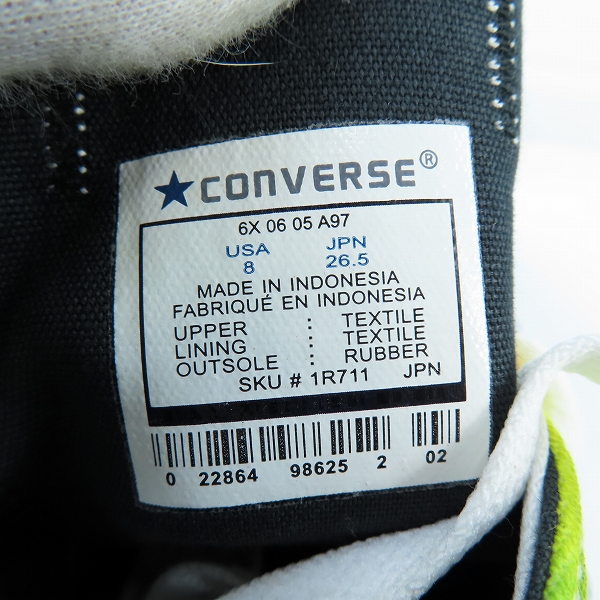 CONVERSE®
6X 06 05 A97
USA JPN
8 26.5
MADE IN INDONESIA
FABRIQUÉ EN INDONESIA
UPPER : TEXTILE
LINING : TEXTILE
OUTSOLE : RUBBER
SKU # 1R711 JPN
0 22864 98625 2 02